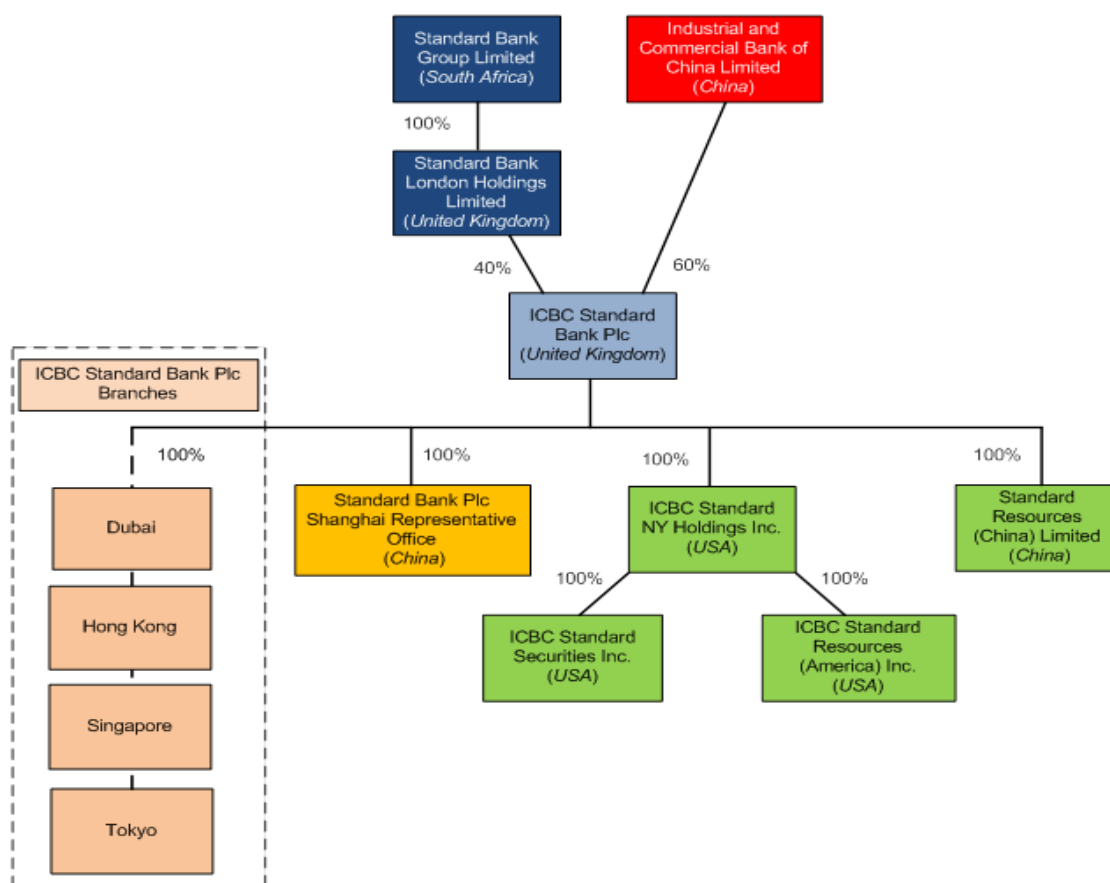 Standard Bank
Group Limited
(South Africa)
Industrial and
Commercial Bank of
China Limited
(China)
100%
Standard Bank
London Holdings
Limited
(United Kingdom)
40%
60%
ICBC Standard
Bank Plc
(United Kingdom)
ICBC Standard Bank Plc
Branches
100%
100%
100%
100%
Dubai
Hong Kong
Singapore
Tokyo
Standard Bank Plc
Shanghai Representative
Office
(China)
ICBC Standard
NY Holdings Inc.
(USA)
Standard
Resources
(China) Limited
(China)
100%
100%
ICBC Standard
Securities Inc.
(USA)
ICBC Standard
Resources
(America) Inc.
(USA)